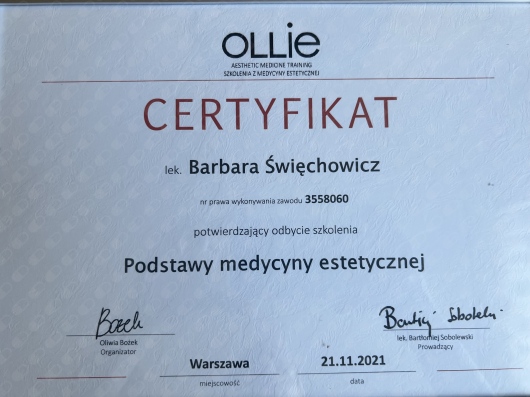 OLLIE
AESTHETIC MEDICINE TRAINING
SZKOLENIA Z MEDYCYNY ESTETYCZNEJ
CERTYFIKAT
lek. Barbara Święchowicz
nr prawa wykonywania zawodu 3558060
potwierdzający odbycie szkolenia
Podstawy medycyny estetycznej
Bożek
Oliwia Bożek
Organizator
lek. Bartłomiej Sobolewski
Prowadzący
Warszawa
miejscowość
21.11.2021
data